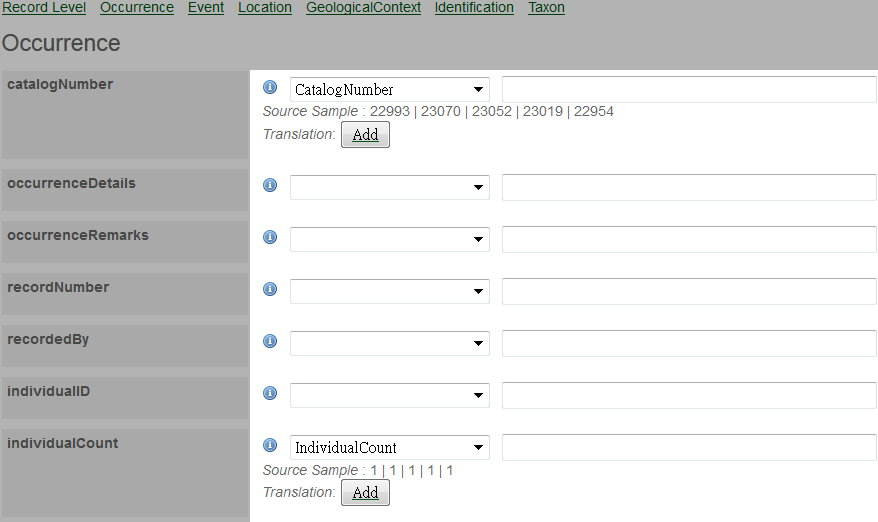 Record Level Occurrence Event Location GeologicalContext Identification Taxon
Occurrence
catalogNumber CatalogNumber
Source Sample : 22993 | 23070 | 23052 | 23019 | 22954
Translation: Add
occurrenceDetails
occurrenceRemarks
recordNumber
recordedBy
individualID
individualCount IndividualCount
Source Sample : 1 | 1 | 1 | 1 | 1
Translation: Add